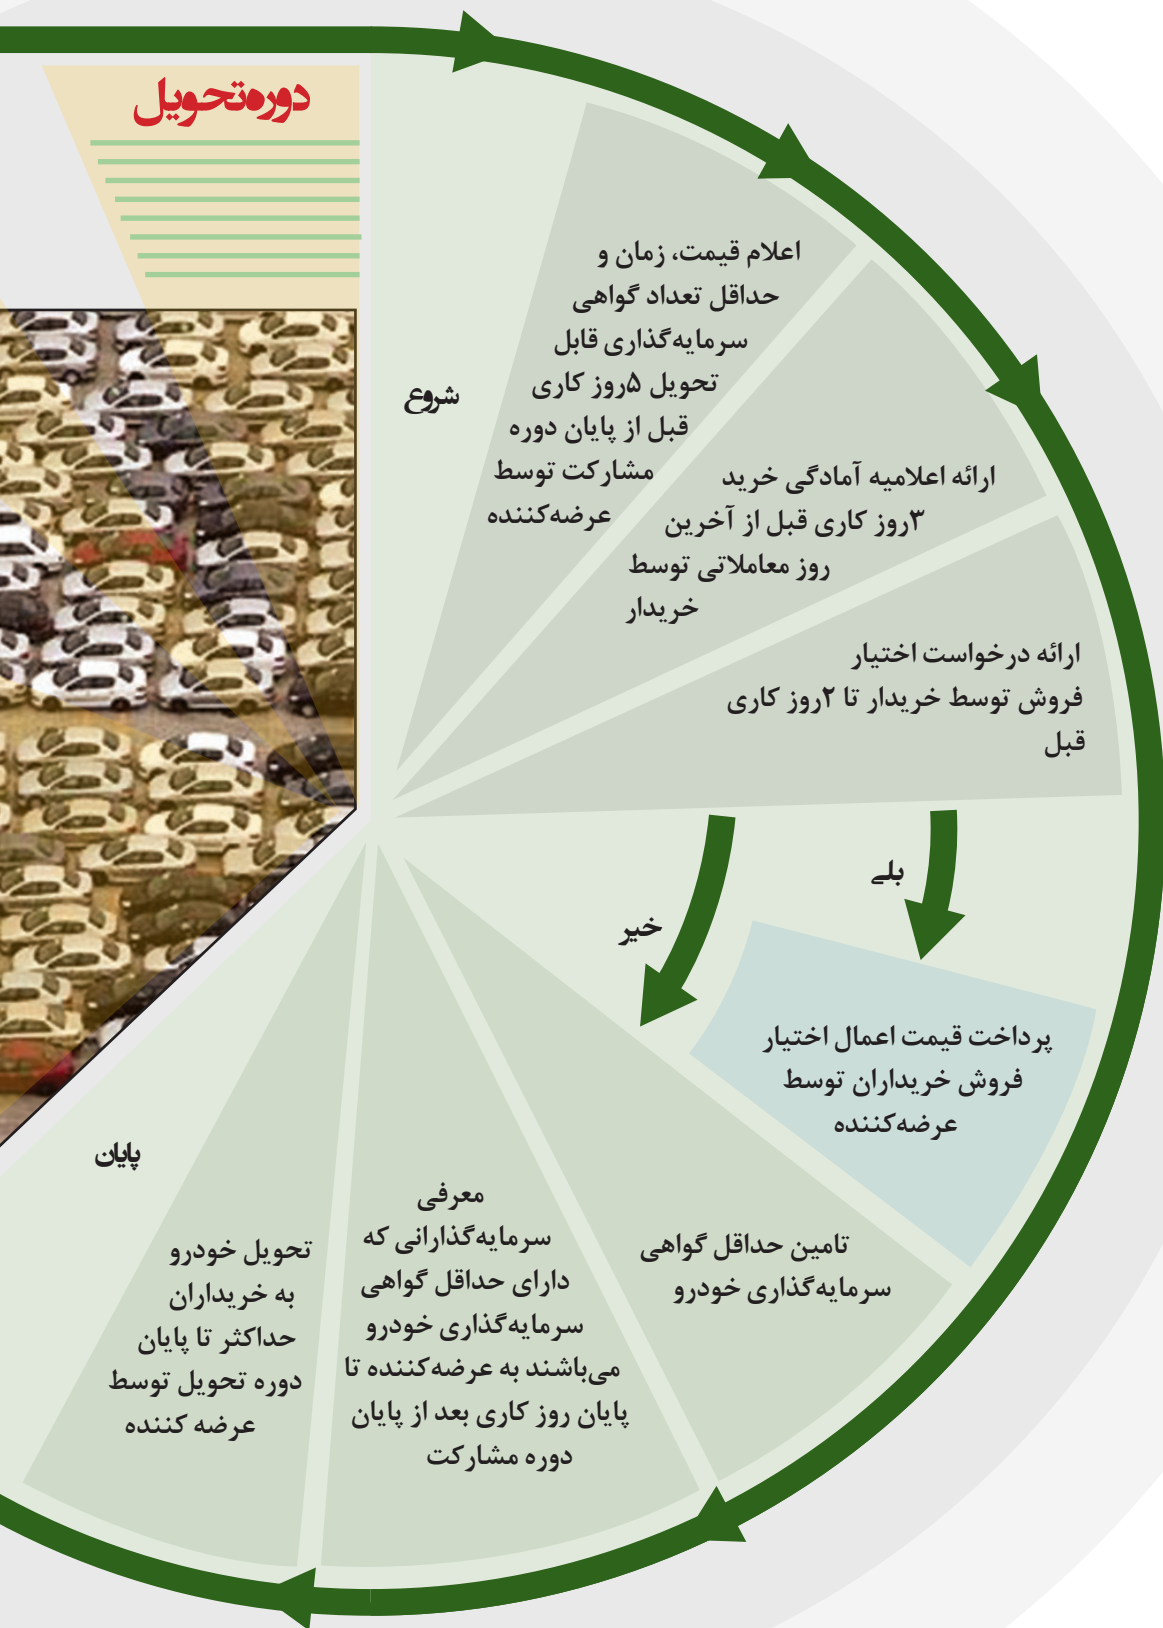 دوره تحویل
شروع
اعلام قیمت، زمان و
حداقل تعداد گواهی
سرمایه‌گذاری قابل
تحویل ۵روز کاری
قبل از پایان دوره
مشارکت توسط
عرضه‌کننده
ارائه اعلامیه آمادگی خرید
۳روز کاری قبل از آخرین
روز معاملاتی توسط
خریدار
ارائه درخواست اختیار
فروش توسط خریدار تا ۲روز کاری
قبل
بلی
خیر
پرداخت قیمت اعمال اختیار
فروش خریداران توسط
عرضه‌کننده
تامین حداقل گواهی
سرمایه‌گذاری خودرو
معرفی
سرمایه‌گذارانی که
دارای حداقل گواهی
سرمایه‌گذاری خودرو
می‌باشند به عرضه‌کننده تا
پایان روز کاری بعد از پایان
دوره مشارکت
تحویل خودرو
به خریداران
حداکثر تا پایان
دوره تحویل توسط
عرضه کننده
پایان